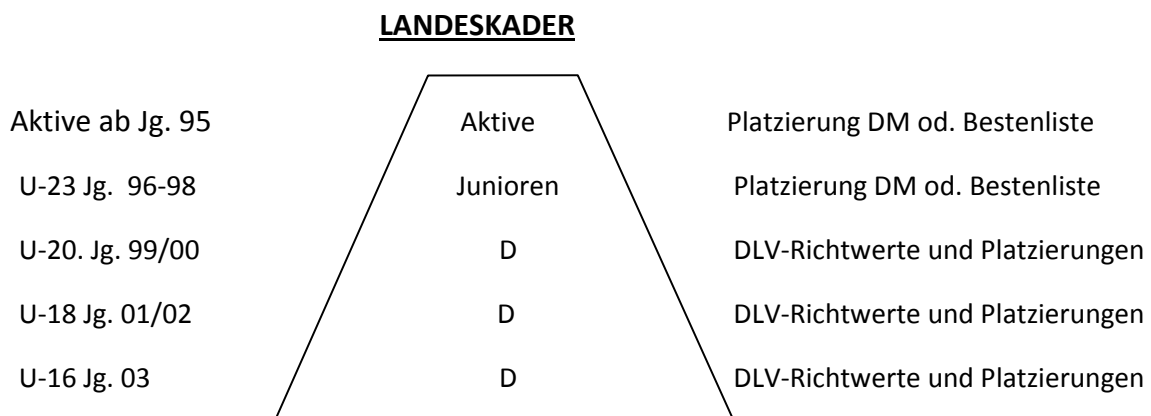 LANDESKADER
Aktive ab Jg. 95 Aktive Platzierung DM od. Bestenliste
U-23 Jg. 96-98 Junioren Platzierung DM od. Bestenliste
U-20. Jg. 99/00 D DLV-Richtwerte und Platzierungen
U-18 Jg. 01/02 D DLV-Richtwerte und Platzierungen
U-16 Jg. 03 D DLV-Richtwerte und Platzierungen